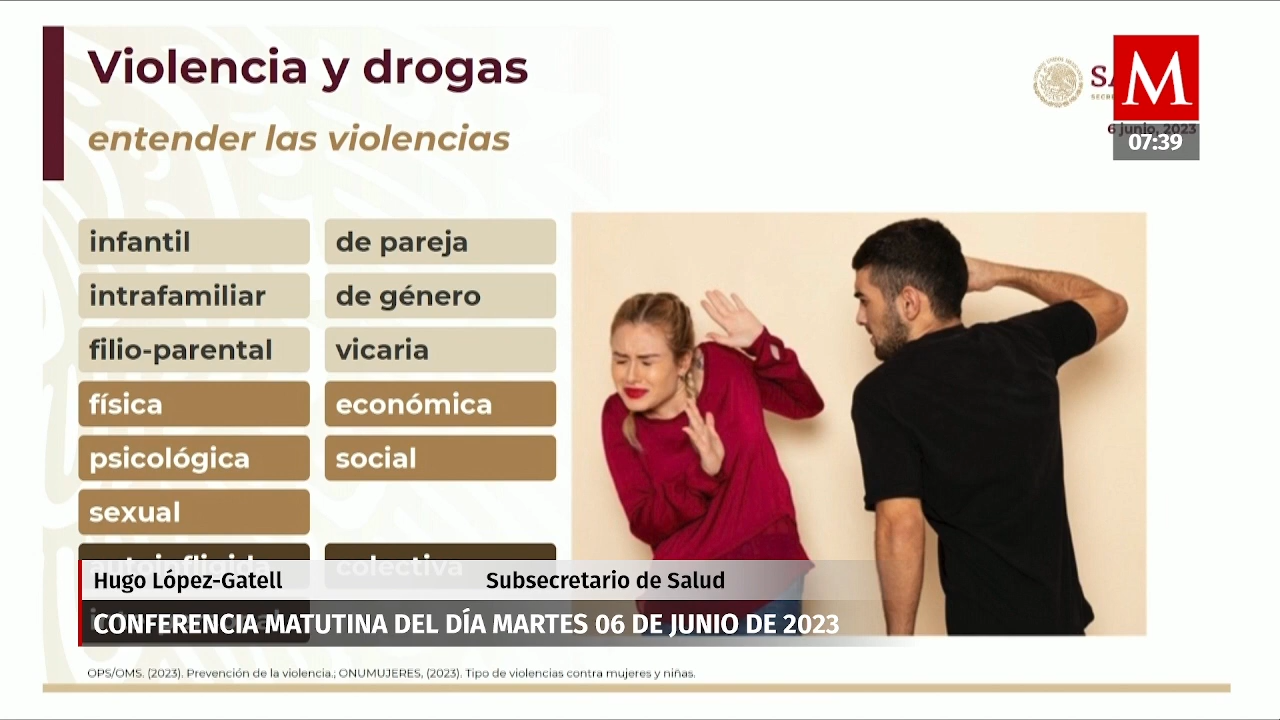 Violencia y drogas
entender las violencias
M
6 junio, 2023
07:39
infantil
de pareja
intrafamiliar
de género
filio-parental
vicaria
física
económica
psicológica
social
sexual
autoinfligida
colectiva
Hugo López-Gatell
Subsecretario de Salud
CONFERENCIA MATUTINA DEL DÍA MARTES 06 DE JUNIO DE 2023
OPS/OMS. (2023). Prevención de la violencia.; ONUMUJERES, (2023). Tipo de violencias contra mujeres y niñas.